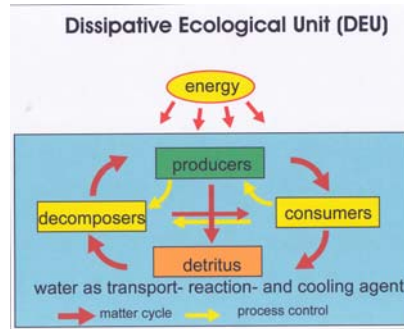 Dissipative Ecological Unit (DEU)
energy
producers
decomposers
consumers
detritus
water as transport- reaction- and cooling agent
matter cycle
process control